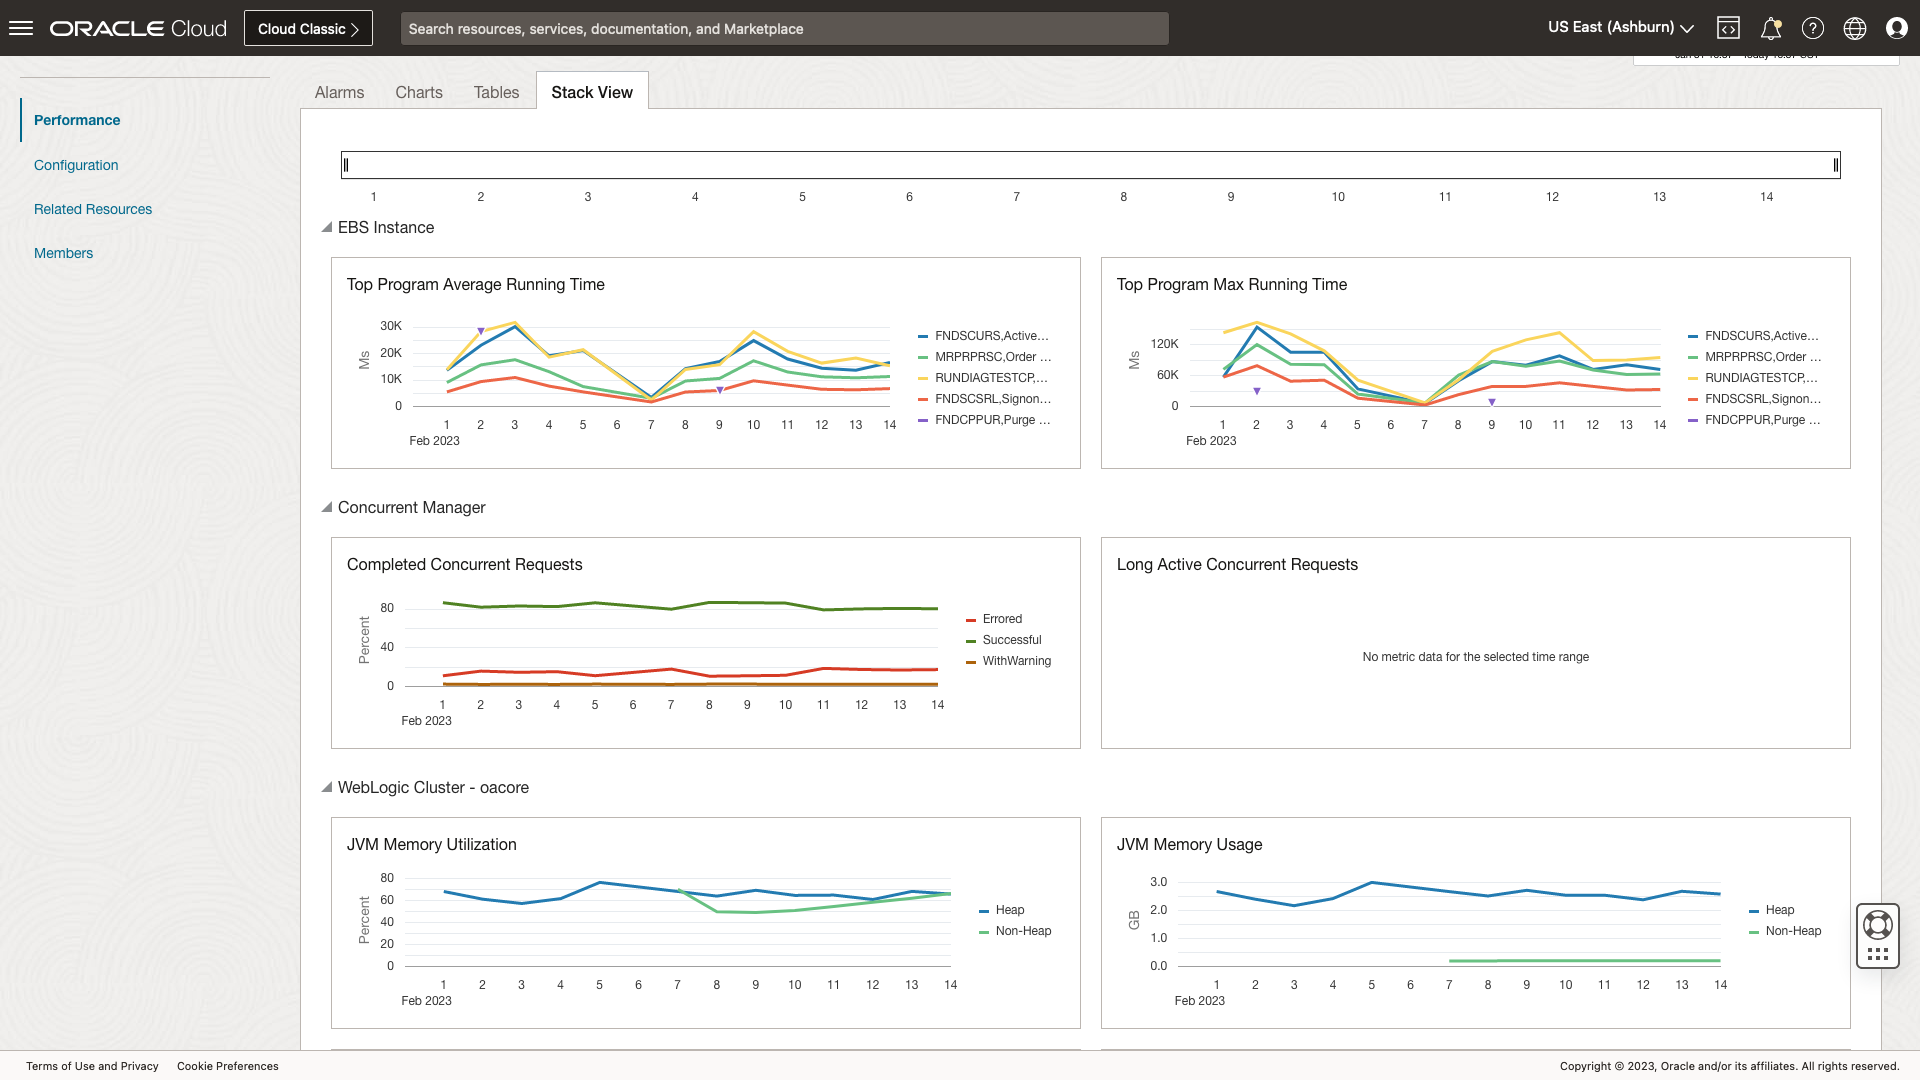 ORACLE Cloud
Cloud Classic
Search resources, services, documentation, and Marketplace
US East (Ashburn)
Performance
Configuration
Related Resources
Members
Alarms Charts Tables Stack View
1 2 3 4 5 6 7 8 9 10 11 12 13 14
EBS Instance
Top Program Average Running Time
Ms
30K
20K
10K
0
1 2 3 4 5 6 7 8 9 10 11 12 13 14
Feb 2023
FNDSCURS,Active...
MRPRPRSC,Order ...
RUNDIAGTESTCP,...
FNDSCSRL,Signon...
FNDCPPUR,Purge ...
Top Program Max Running Time
Ms
120K
60K
0
1 2 3 4 5 6 7 8 9 10 11 12 13 14
Feb 2023
FNDSCURS,Active...
MRPRPRSC,Order ...
RUNDIAGTESTCP,...
FNDSCSRL,Signon...
FNDCPPUR,Purge ...
Concurrent Manager
Completed Concurrent Requests
Percent
80
40
0
1 2 3 4 5 6 7 8 9 10 11 12 13 14
Feb 2023
Errored
Successful
WithWarning
Long Active Concurrent Requests
No metric data for the selected time range
WebLogic Cluster - oacore
JVM Memory Utilization
Percent
80
60
40
20
0
1 2 3 4 5 6 7 8 9 10 11 12 13 14
Feb 2023
Heap
Non-Heap
JVM Memory Usage
GB
3.0
2.0
1.0
0.0
1 2 3 4 5 6 7 8 9 10 11 12 13 14
Feb 2023
Heap
Non-Heap
Terms of Use and Privacy Cookie Preferences
Copyright © 2023, Oracle and/or its affiliates. All rights reserved.